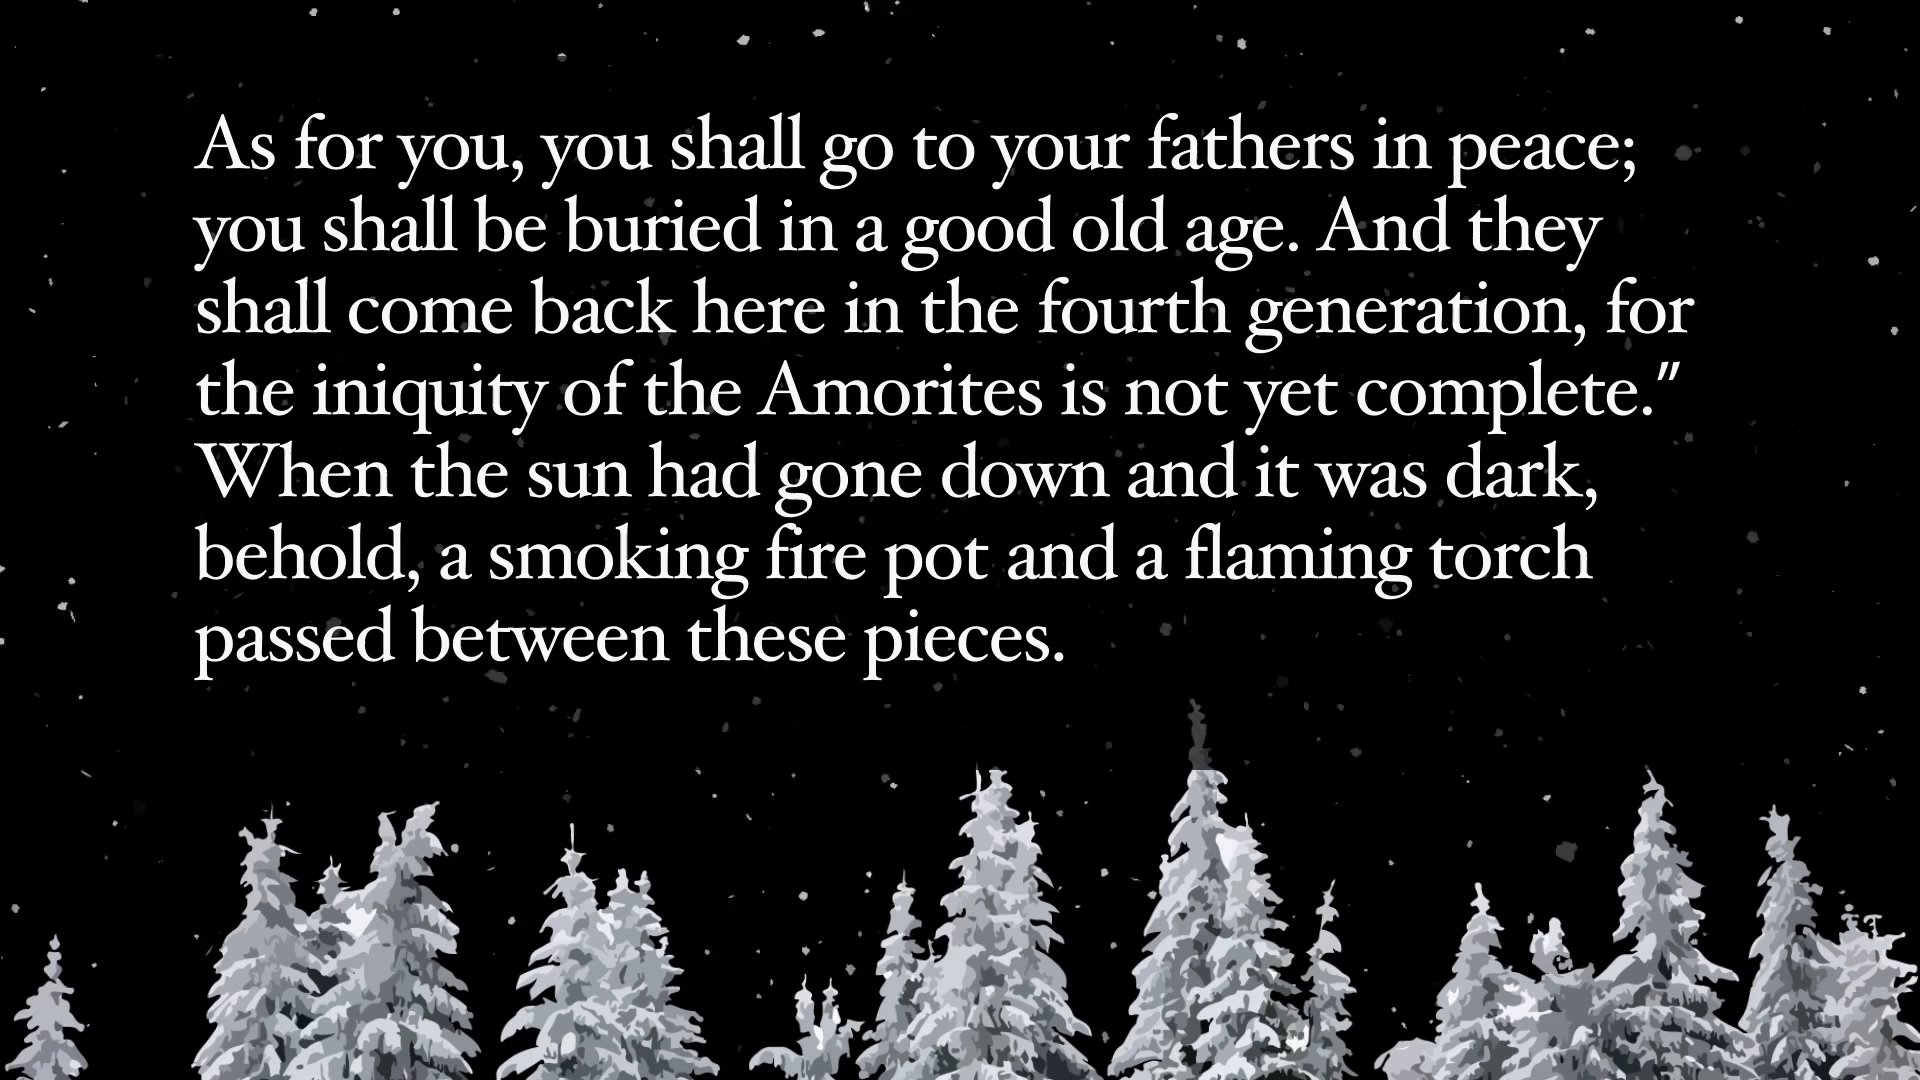 As for you, you shall go to your fathers in peace;
you shall be buried in a good old age. And they
shall come back here in the fourth generation, for
the iniquity of the Amorites is not yet complete."
When the sun had gone down and it was dark,
behold, a smoking fire pot and a flaming torch
passed between these pieces.